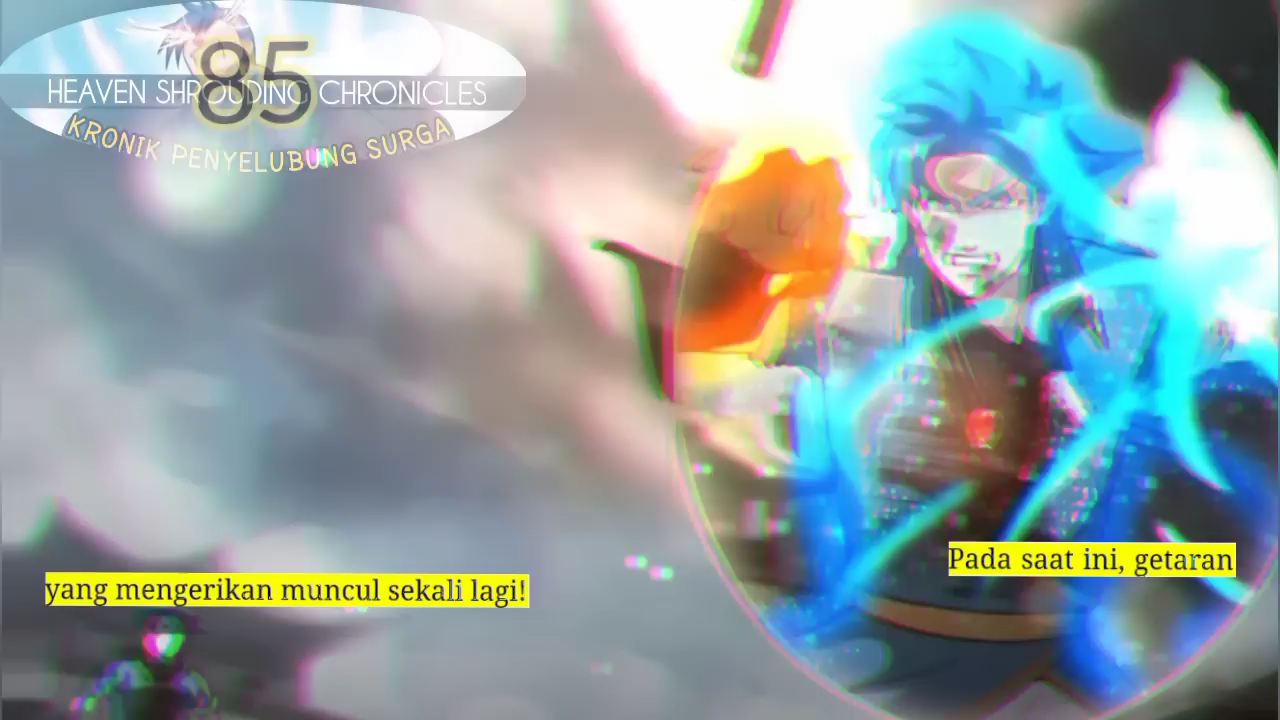 85
HEAVEN SHROUDING CHRONICLES
KRONIK PENYELUBUNG SURGA
Pada saat ini, getaran
yang mengerikan muncul sekali lagi!